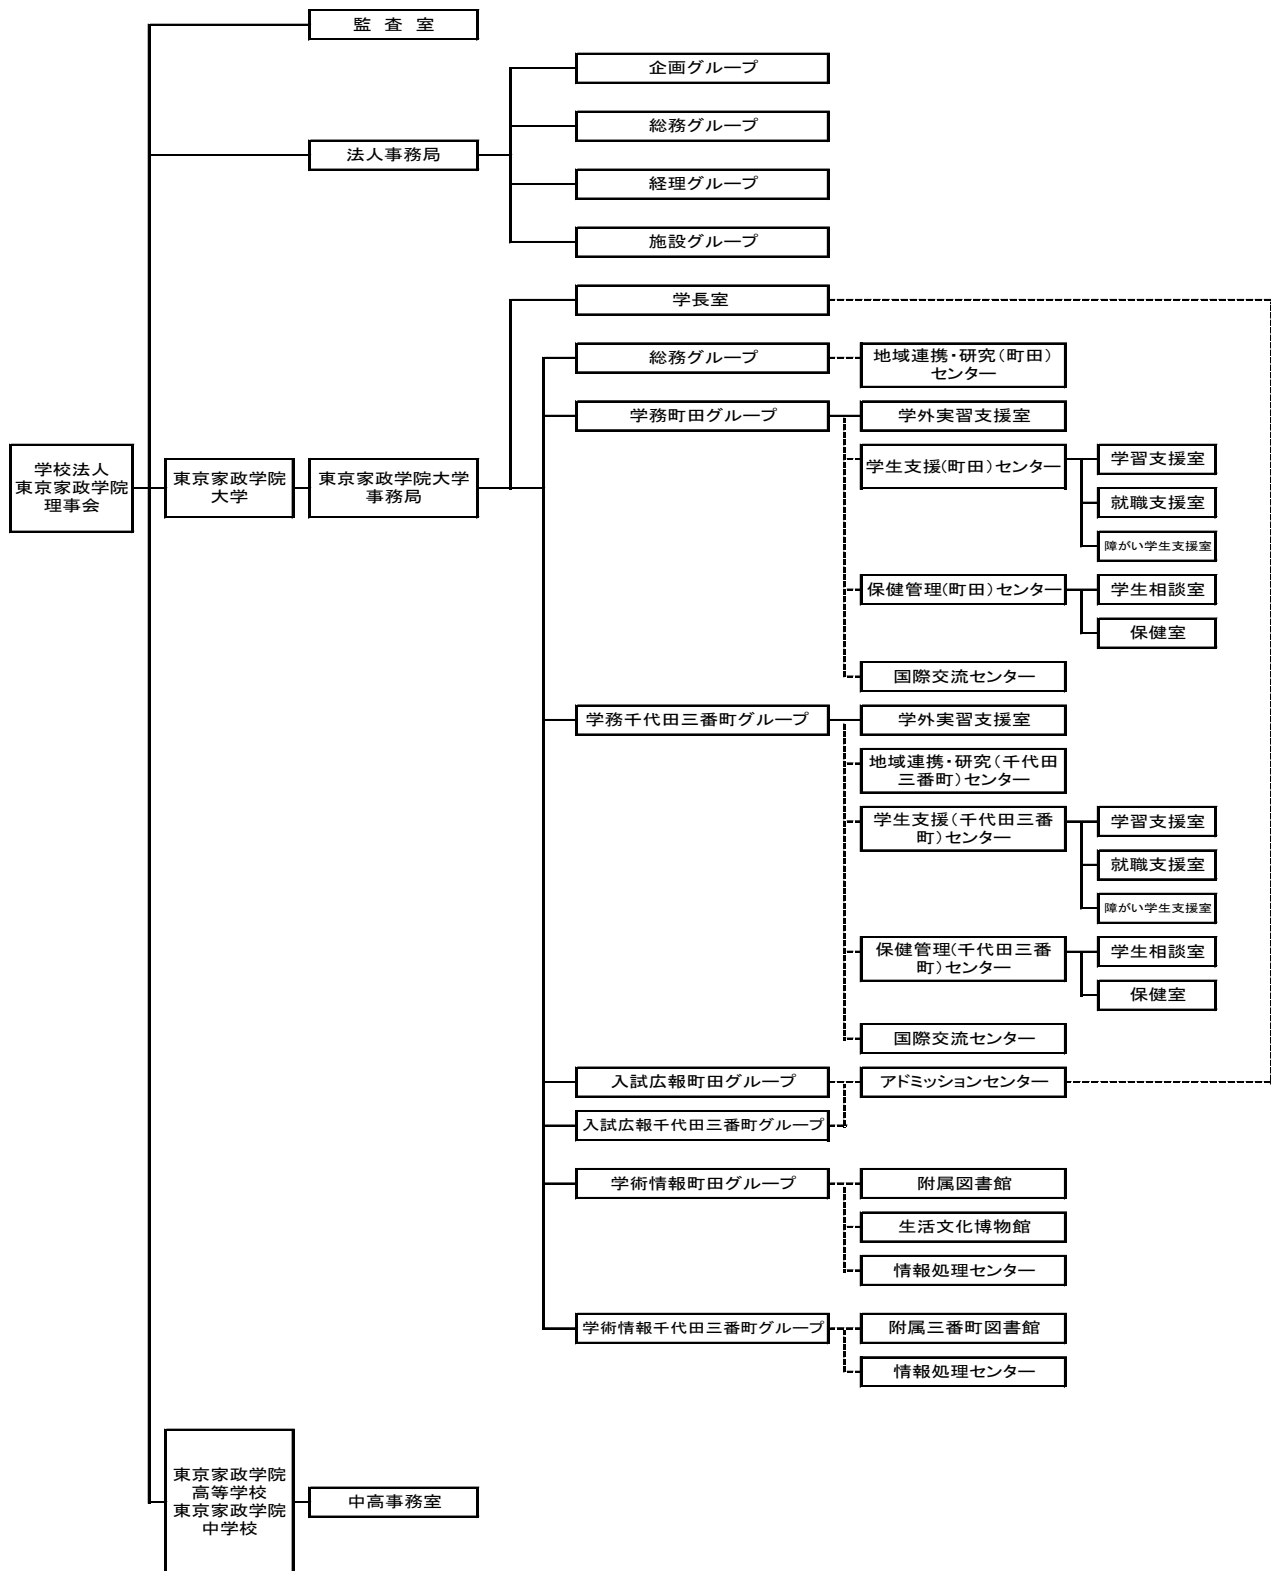 監 査 室
企画グループ
総務グループ
法人事務局
経理グループ
施設グループ
学長室
総務グループ
地域連携・研究(町田)
センター
学務町田グループ
学外実習支援室
学校法人
東京家政学院
理事会
東京家政学院
大学
東京家政学院大学
事務局
学生支援(町田)センター
学習支援室
就職支援室
障がい学生支援室
保健管理(町田)センター
学生相談室
保健室
国際交流センター
学務千代田三番町グループ
学外実習支援室
地域連携・研究(千代田
三番町)センター
学生支援(千代田三番
町)センター
学習支援室
就職支援室
障がい学生支援室
保健管理(千代田三番
町)センター
学生相談室
保健室
国際交流センター
入試広報町田グループ
アドミッションセンター
入試広報千代田三番町グループ
学術情報町田グループ
附属図書館
生活文化博物館
情報処理センター
学術情報千代田三番町グループ
附属三番町図書館
情報処理センター
東京家政学院
高等学校
東京家政学院
中学校
中高事務室